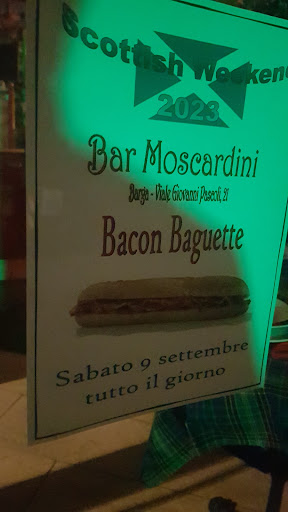 Scottish Weekend
2023
Bar Moscardini
Barga - Viale Giovanni Pascoli, 21
Bacon Baguette
Sabato 9 settembre
tutto il giorno